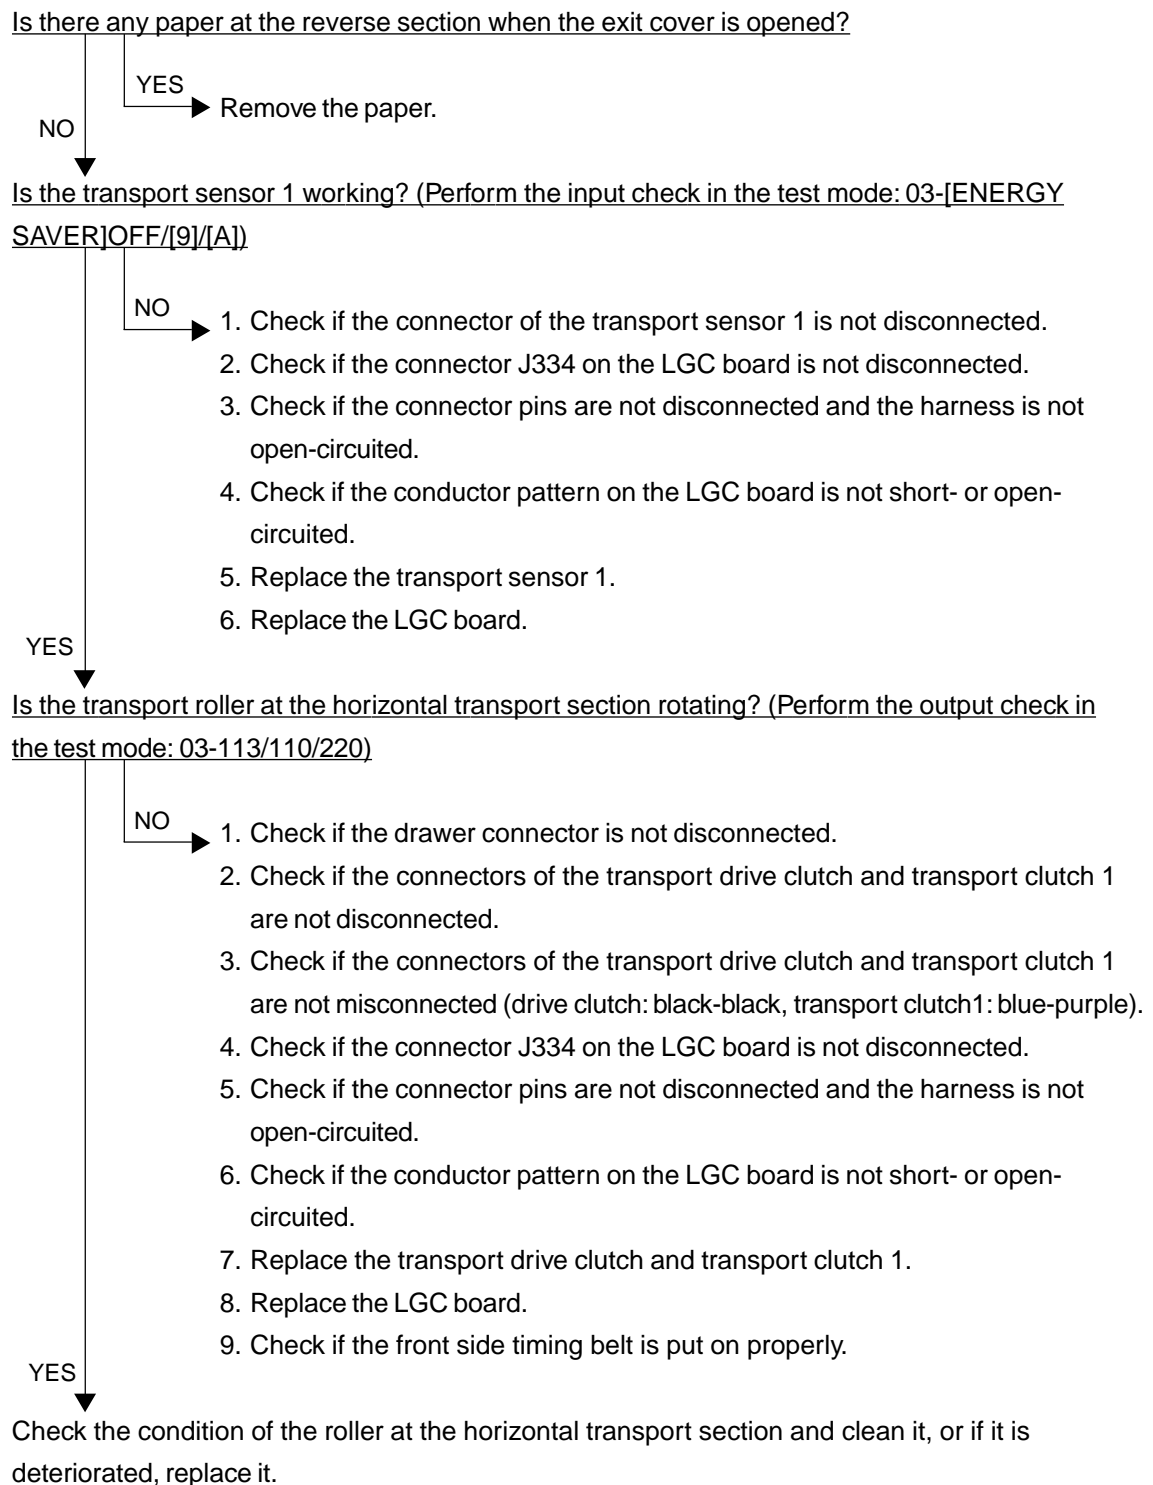 Is there any paper at the reverse section when the exit cover is opened?
YES
Remove the paper.
NO
Is the transport sensor 1 working? (Perform the input check in the test mode: 03-[ENERGY
SAVER]OFF/[9]/[A])
NO
1. Check if the connector of the transport sensor 1 is not disconnected.
2. Check if the connector J334 on the LGC board is not disconnected.
3. Check if the connector pins are not disconnected and the harness is not
open-circuited.
4. Check if the conductor pattern on the LGC board is not short- or open-
circuited.
5. Replace the transport sensor 1.
6. Replace the LGC board.
YES
Is the transport roller at the horizontal transport section rotating? (Perform the output check in
the test mode: 03-113/110/220)
NO
1. Check if the drawer connector is not disconnected.
2. Check if the connectors of the transport drive clutch and transport clutch 1
are not disconnected.
3. Check if the connectors of the transport drive clutch and transport clutch 1
are not misconnected (drive clutch: black-black, transport clutch1: blue-purple).
4. Check if the connector J334 on the LGC board is not disconnected.
5. Check if the connector pins are not disconnected and the harness is not
open-circuited.
6. Check if the conductor pattern on the LGC board is not short- or open-
circuited.
7. Replace the transport drive clutch and transport clutch 1.
8. Replace the LGC board.
9. Check if the front side timing belt is put on properly.
YES
Check the condition of the roller at the horizontal transport section and clean it, or if it is
deteriorated, replace it.